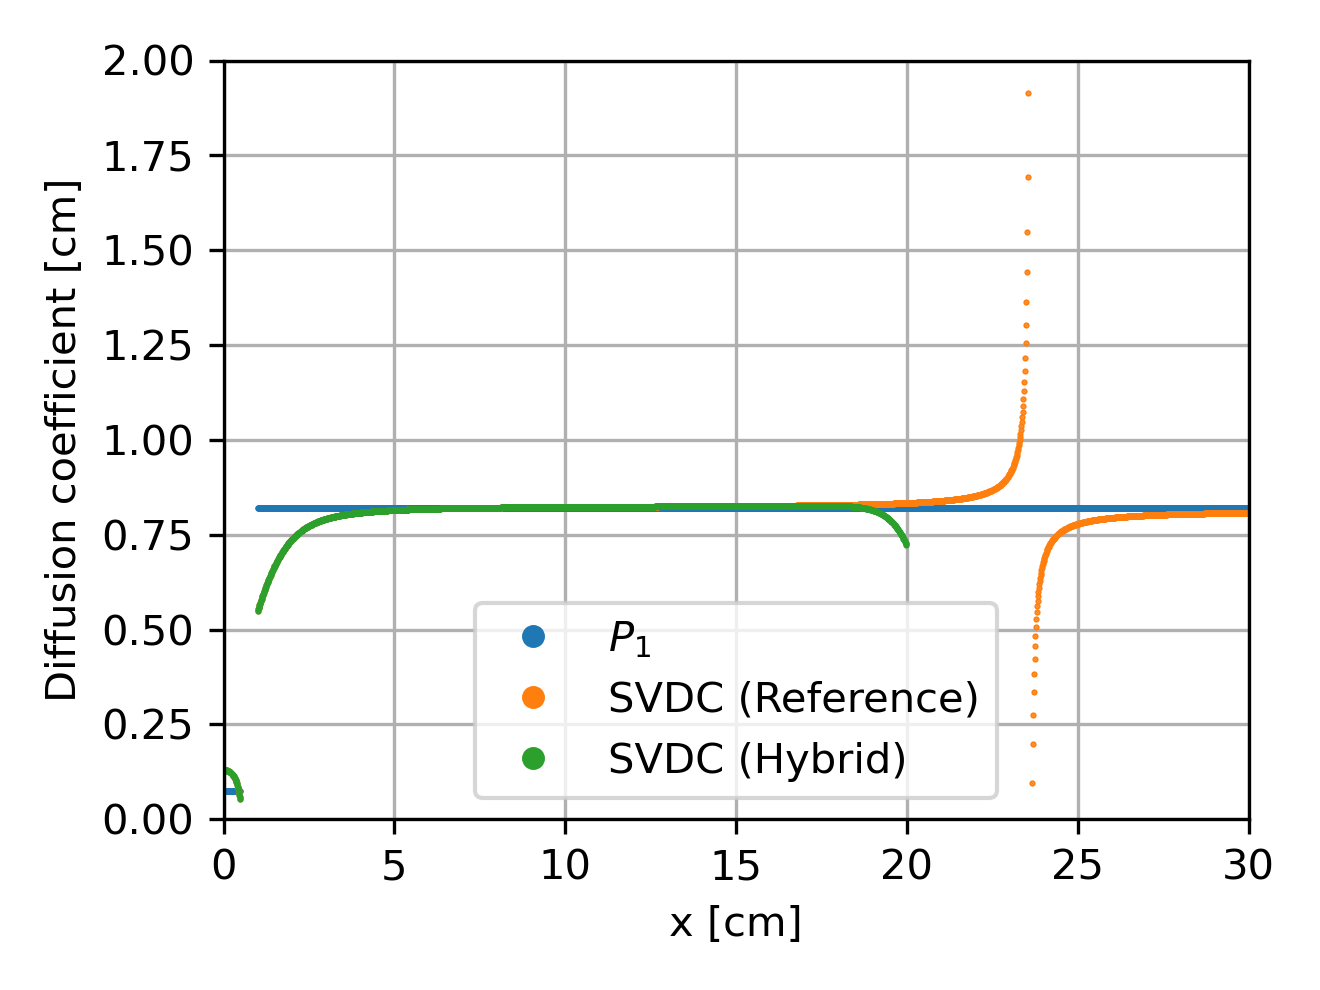 2.00
1.75
1.50
1.25
1.00
0.75
0.50
0.25
0.00
Diffusion coefficient [cm]
P₁
SVDC (Reference)
SVDC (Hybrid)
0 5 10 15 20 25 30
x [cm]